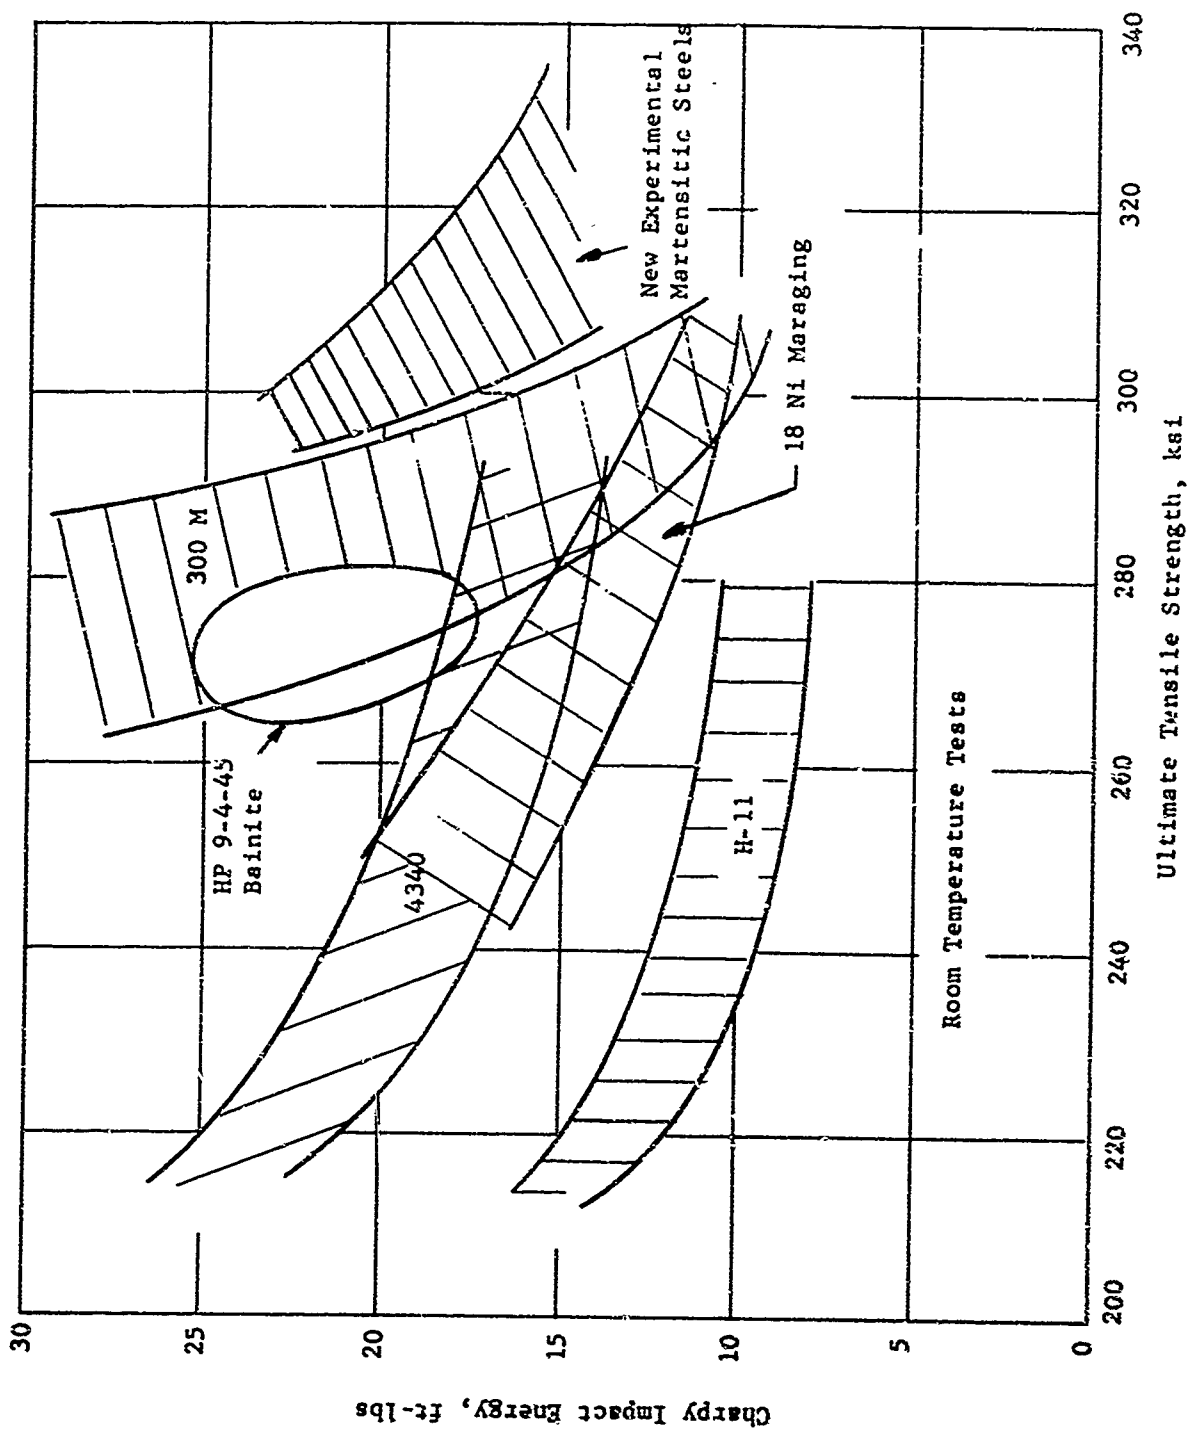 30
25
20
15
10
5
0
Charpy Impact Energy, ft-lbs
200
220
240
260
280
300
320
340
Ultimate Tensile Strength, ksi
300 M
HP 9-4-45
Bainite
4340
New Experimental
Martensitic Steels
18 Ni Maraging
H-11
Room Temperature Tests